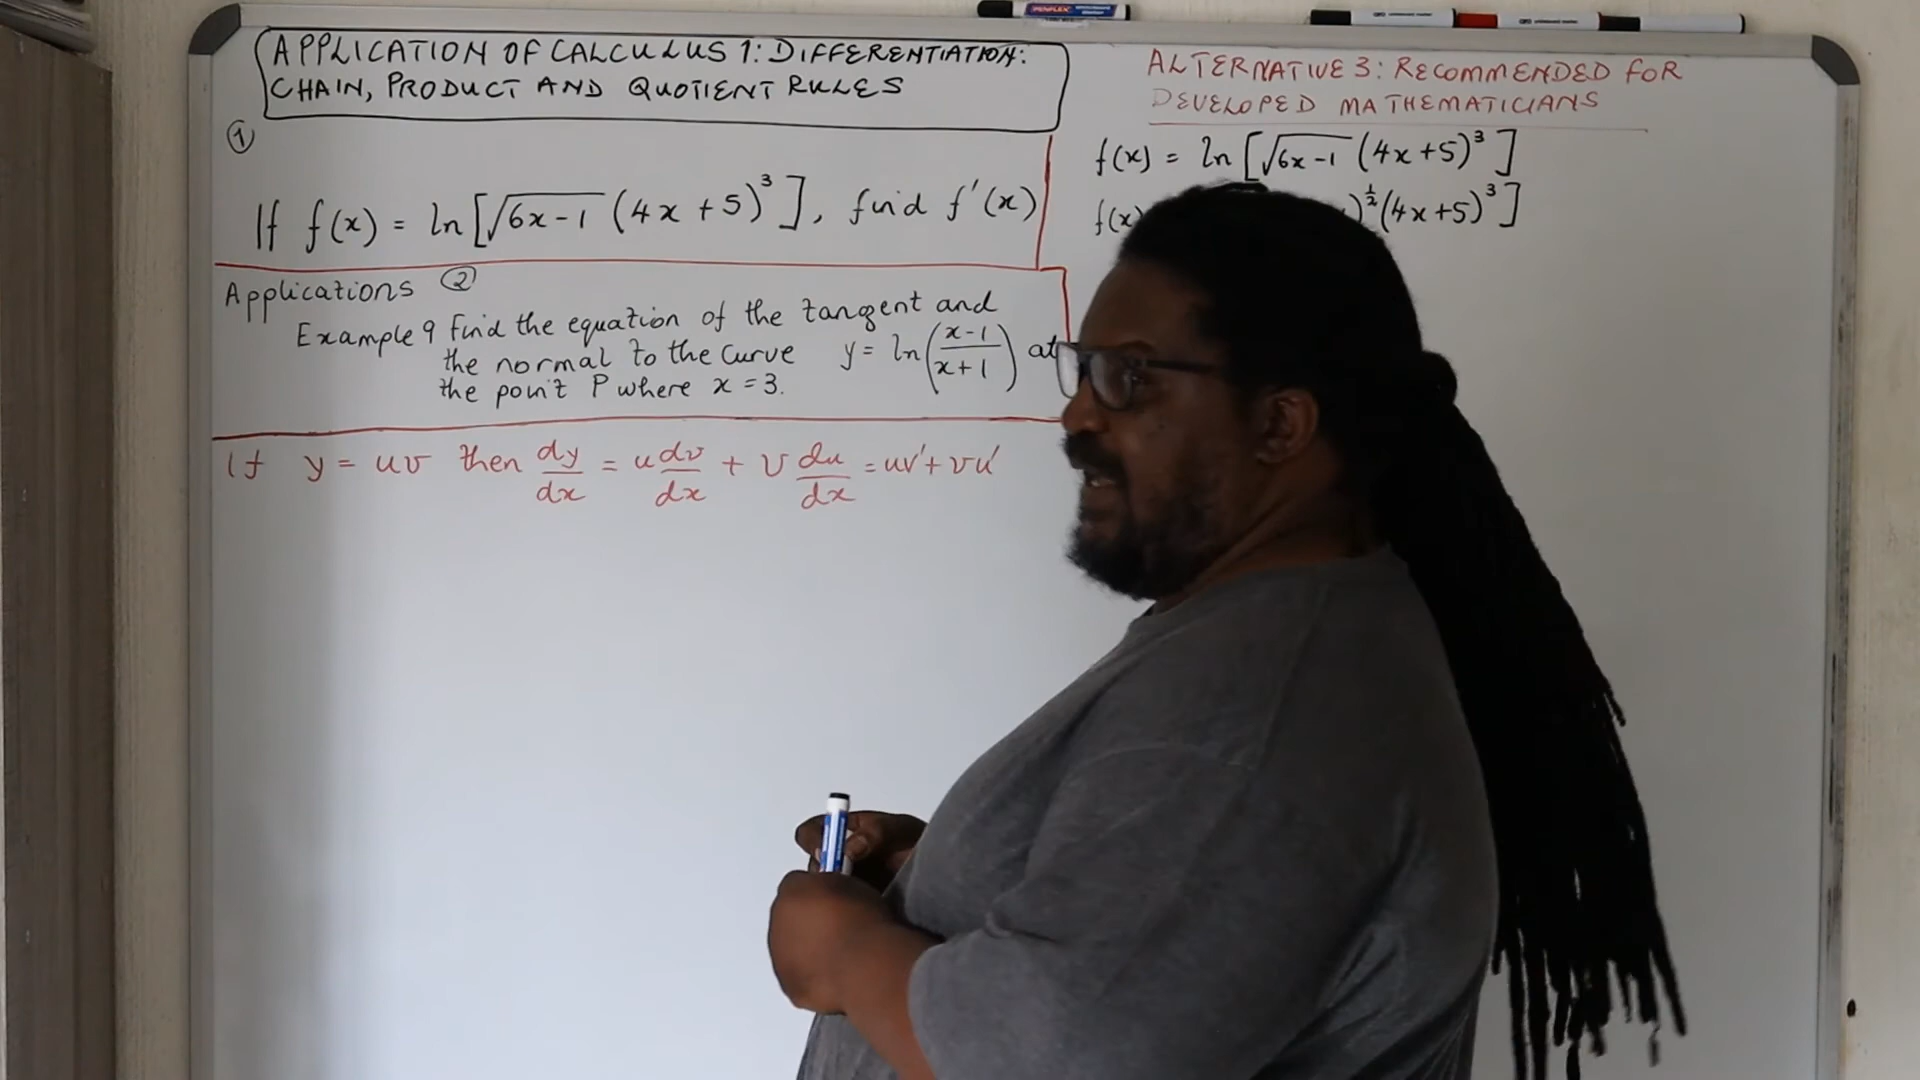 APPLICATION OF CALCULUS 1: DIFFERENTIATION:
CHAIN, PRODUCT AND QUOTIENT RULES
①
If f(x) = ln[√6x-1 (4x+5)³], find f'(x)
Applications ②
Example 9 Find the equation of the tangent and
the normal to the curve y = ln(x-1/x+1) at
the point P where x = 3.
If y = uv then dy/dx = u dv/dx + v du/dx = uv' + vu'
ALTERNATIVE 3: RECOMMENDED FOR
DEVELOPED MATHEMATICIANS
f(x) = ln [√6x-1 (4x+5)³]
f(x) )^½(4x+5)³]
PENFLEX